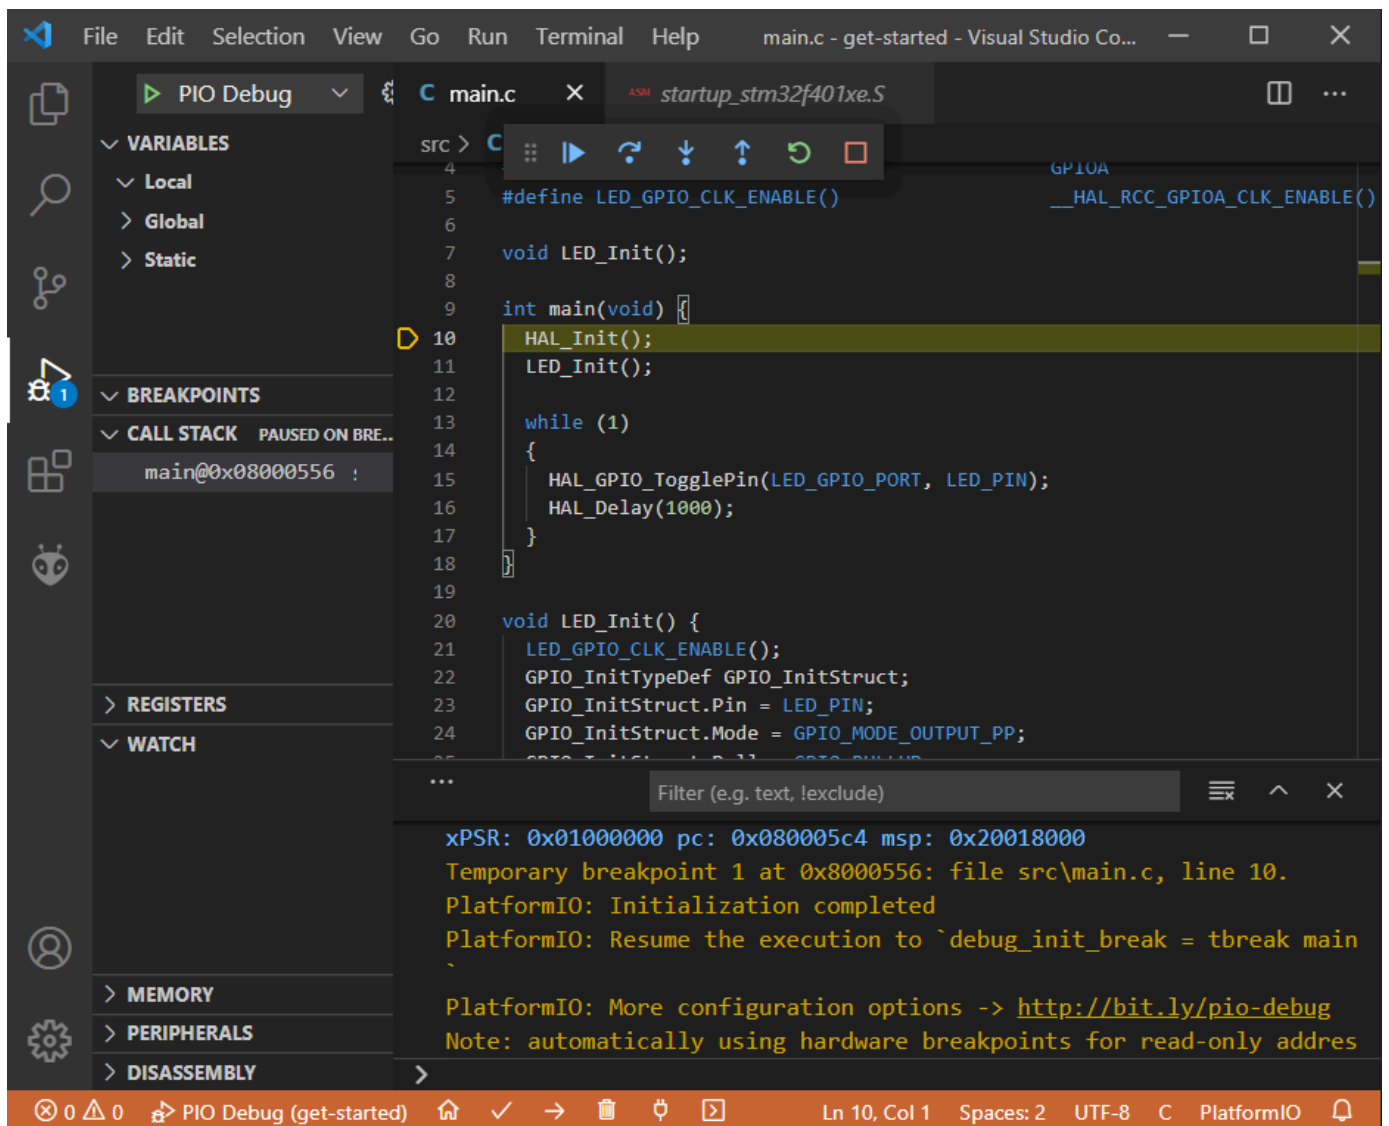 File Edit Selection View Go Run Terminal Help main.c - get-started - Visual Studio Co...
PIO Debug
C main.c
ASM startup_stm32f401xe.S
src > C
VARIABLES
Local
Global
Static
BREAKPOINTS
CALL STACK PAUSED ON BRE...
main@0x08000556
REGISTERS
WATCH
MEMORY
PERIPHERALS
DISASSEMBLY
1
4 GPIOA
5 #define LED_GPIO_CLK_ENABLE() __HAL_RCC_GPIOA_CLK_ENABLE()
6
7 void LED_Init();
8
9 int main(void) {
10 HAL_Init();
11 LED_Init();
12
13 while (1)
14 {
15 HAL_GPIO_TogglePin(LED_GPIO_PORT, LED_PIN);
16 HAL_Delay(1000);
17 }
18 }
19
20 void LED_Init() {
21 LED_GPIO_CLK_ENABLE();
22 GPIO_InitTypeDef GPIO_InitStruct;
23 GPIO_InitStruct.Pin = LED_PIN;
24 GPIO_InitStruct.Mode = GPIO_MODE_OUTPUT_PP;
Filter (e.g. text, !exclude)
xPSR: 0x01000000 pc: 0x080005c4 msp: 0x20018000
Temporary breakpoint 1 at 0x8000556: file src\main.c, line 10.
PlatformIO: Initialization completed
PlatformIO: Resume the execution to `debug_init_break = tbreak main
`
PlatformIO: More configuration options -> http://bit.ly/pio-debug
Note: automatically using hardware breakpoints for read-only addres
>
0 0 PIO Debug (get-started) Ln 10, Col 1 Spaces: 2 UTF-8 C PlatformIO